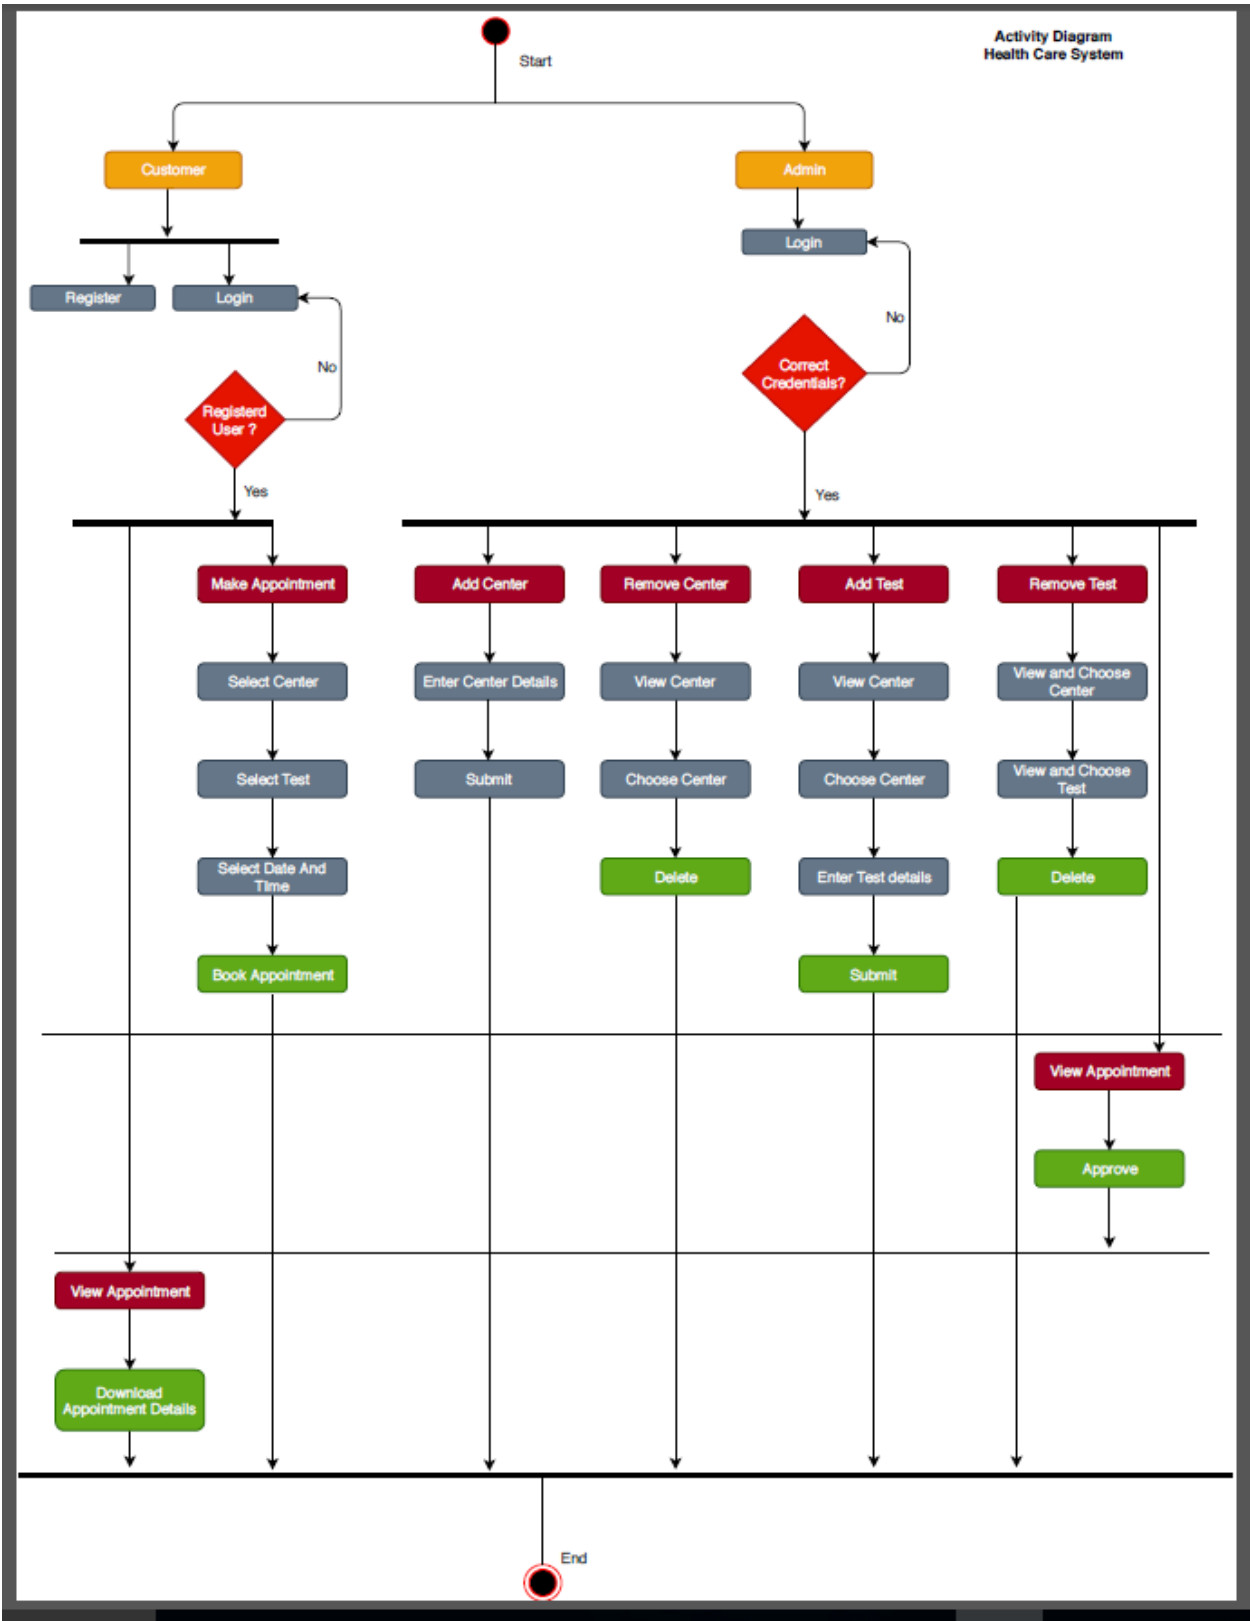 Activity Diagram
Health Care System
Start
Customer
Admin
Login
Register
Login
No
No
Correct
Credentials?
Registerd
User ?
Yes
Yes
Make Appointment
Add Center
Remove Center
Add Test
Remove Test
Select Center
Enter Center Details
View Center
View Center
View and Choose
Center
Select Test
Submit
Choose Center
Choose Center
View and Choose
Test
Select Date And
TIme
Delete
Enter Test details
Delete
Book Appointment
Submit
View Appointment
Approve
View Appointment
Download
Appointment Details
End